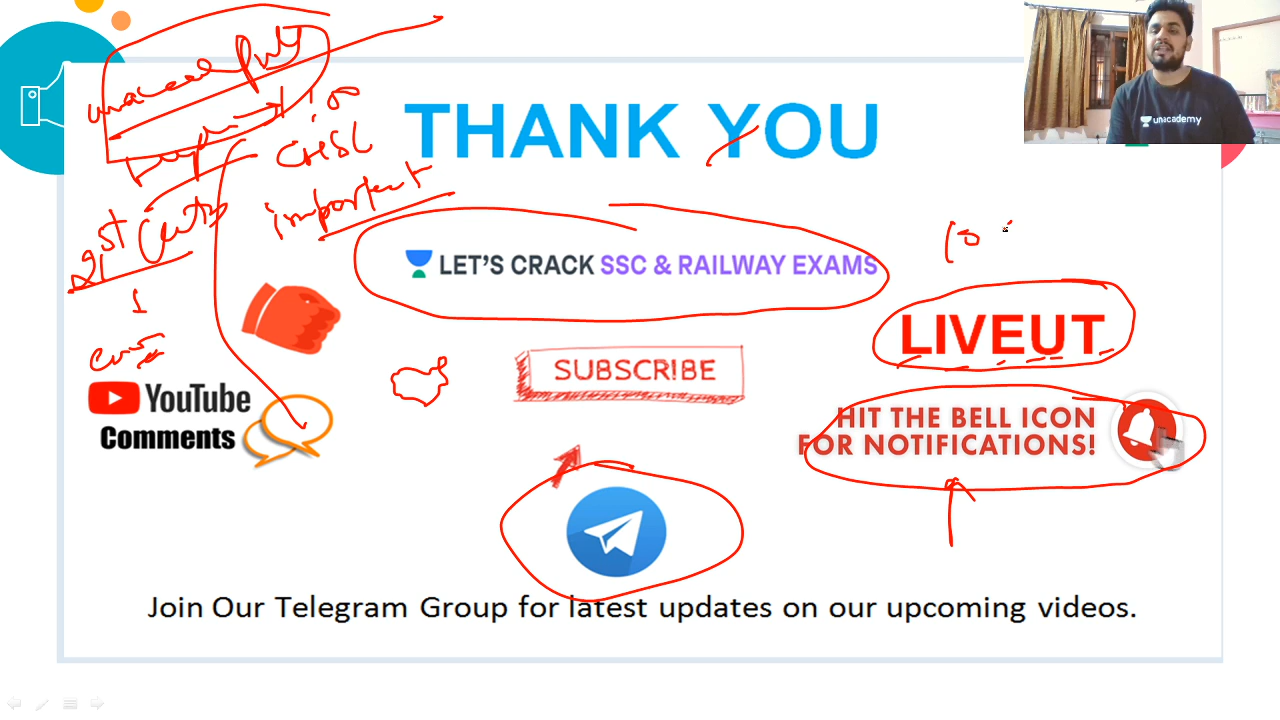 THANK YOU
unacademy
CHSL
important
21st Century
1
LET'S CRACK SSC & RAILWAY EXAMS
LIVEUT
SUBSCRIBE
YouTube
Comments
HIT THE BELL ICON
FOR NOTIFICATIONS!
Join Our Telegram Group for latest updates on our upcoming videos.